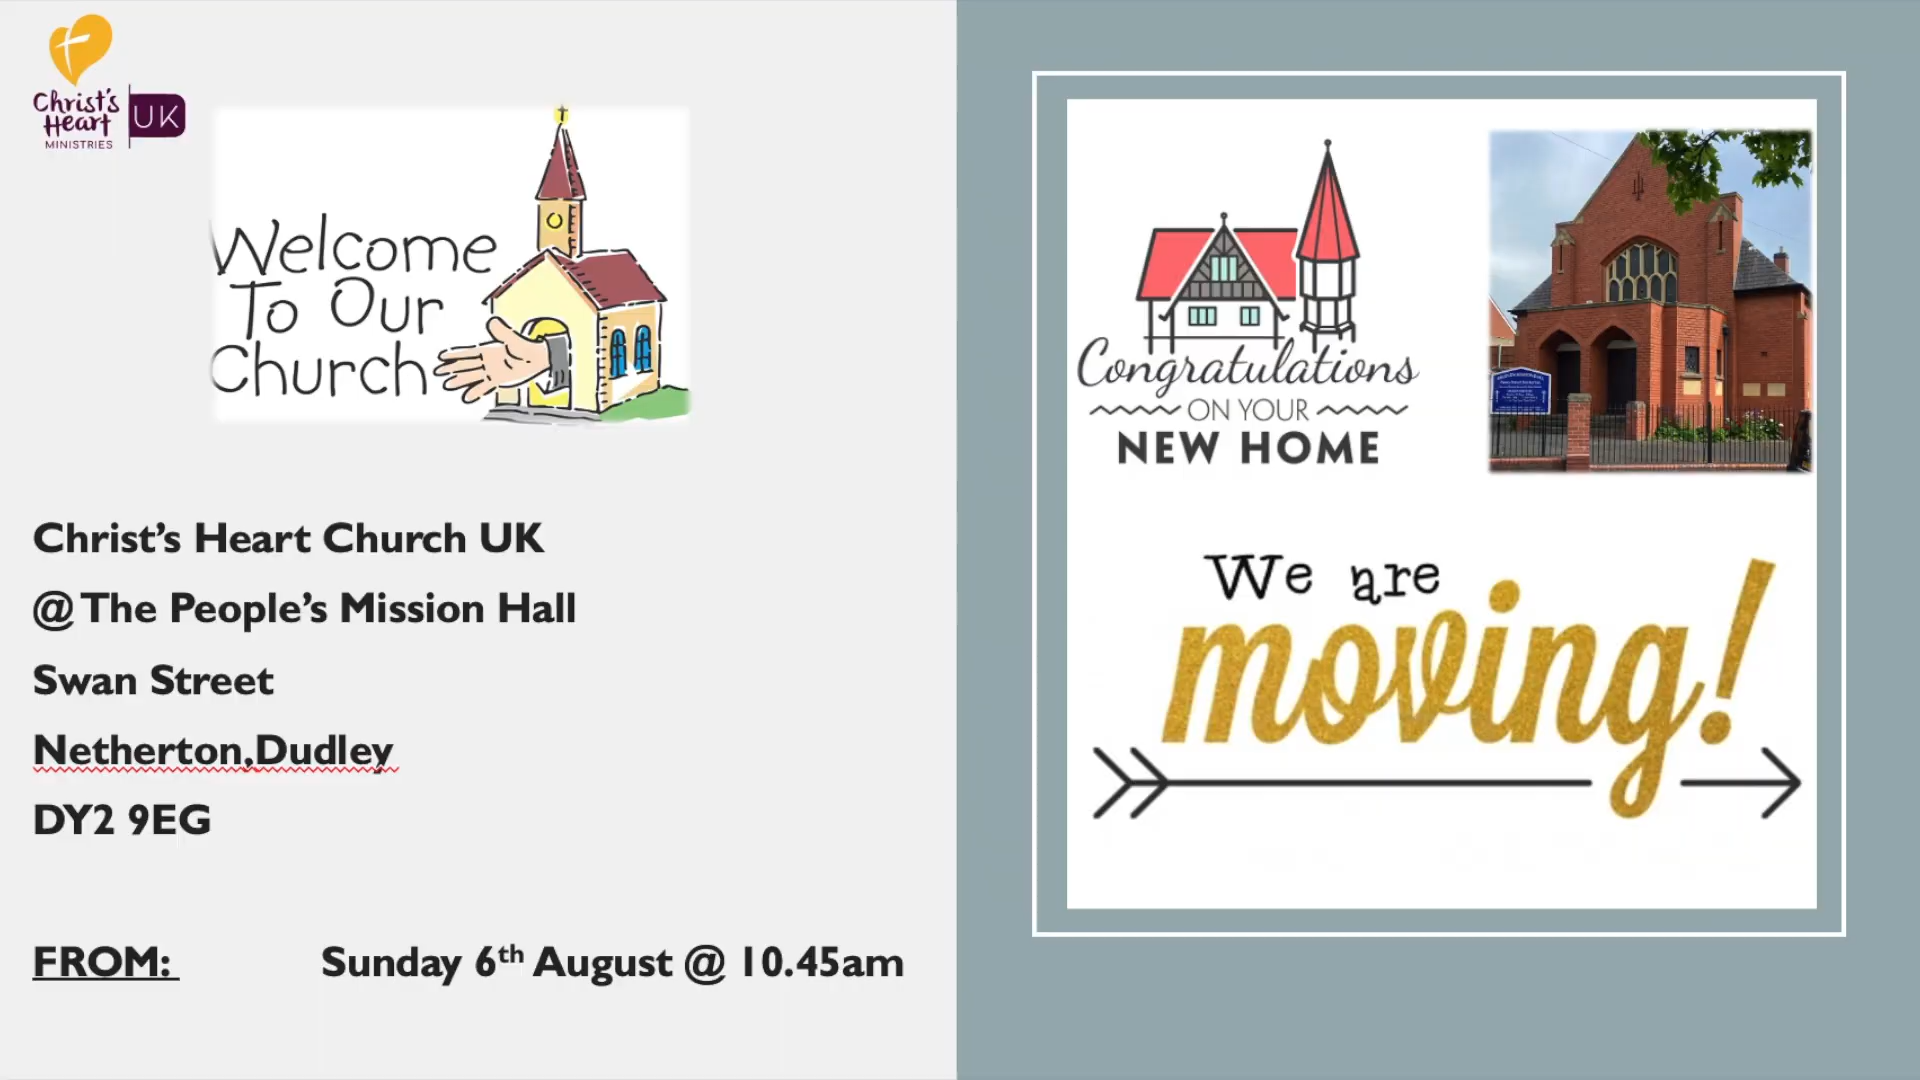 Christ's
Heart
MINISTRIES
UK
Welcome
To Our
Church
Christ's Heart Church UK
@ The People's Mission Hall
Swan Street
Netherton,Dudley
DY2 9EG
FROM: Sunday 6th August @ 10.45am
Congratulations
ON YOUR
NEW HOME
We are
moving!